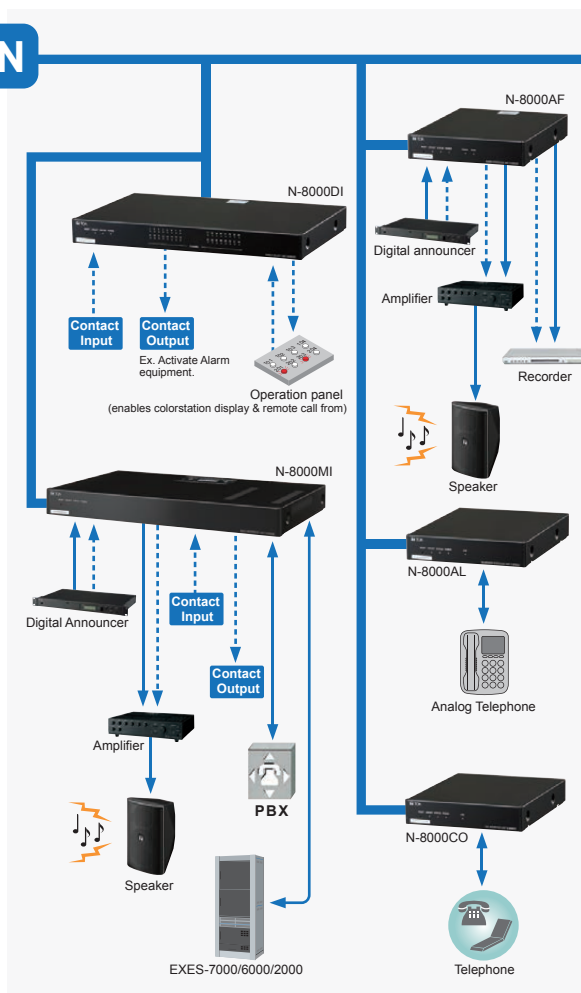 N
N-8000AF
N-8000DI
Digital announcer
Amplifier
Contact
Input
Contact
Output
Ex. Activate Alarm
equipment.
Operation panel
(enables colorstation display & remote call from)
Recorder
Speaker
N-8000MI
N-8000AL
Digital Announcer
Contact
Input
Contact
Output
Analog Telephone
Amplifier
PBX
N-8000CO
Speaker
EXES-7000/6000/2000
Telephone